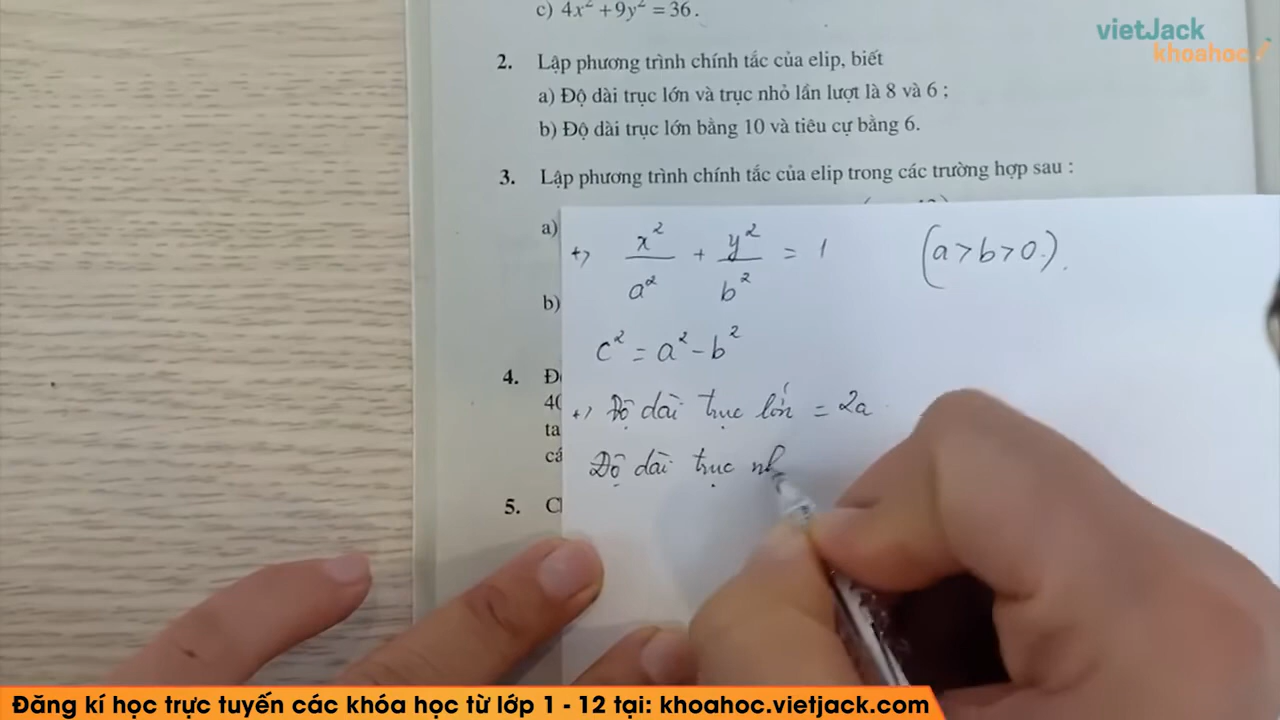 c) 4x² + 9y² = 36.
vietJack
khoahoc
2. Lập phương trình chính tắc của elip, biết
a) Độ dài trục lớn và trục nhỏ lần lượt là 8 và 6 ;
b) Độ dài trục lớn bằng 10 và tiêu cự bằng 6.
3. Lập phương trình chính tắc của elip trong các trường hợp sau :
a)
+) x²/a² + y²/b² = 1 (a > b > 0).
b)
c² = a² - b²
4.
+) Độ dài trục lớn = 2a
ta
Độ dài trục nh
5.
Đăng kí học trực tuyến các khóa học từ lớp 1 - 12 tại: khoahoc.vietjack.com